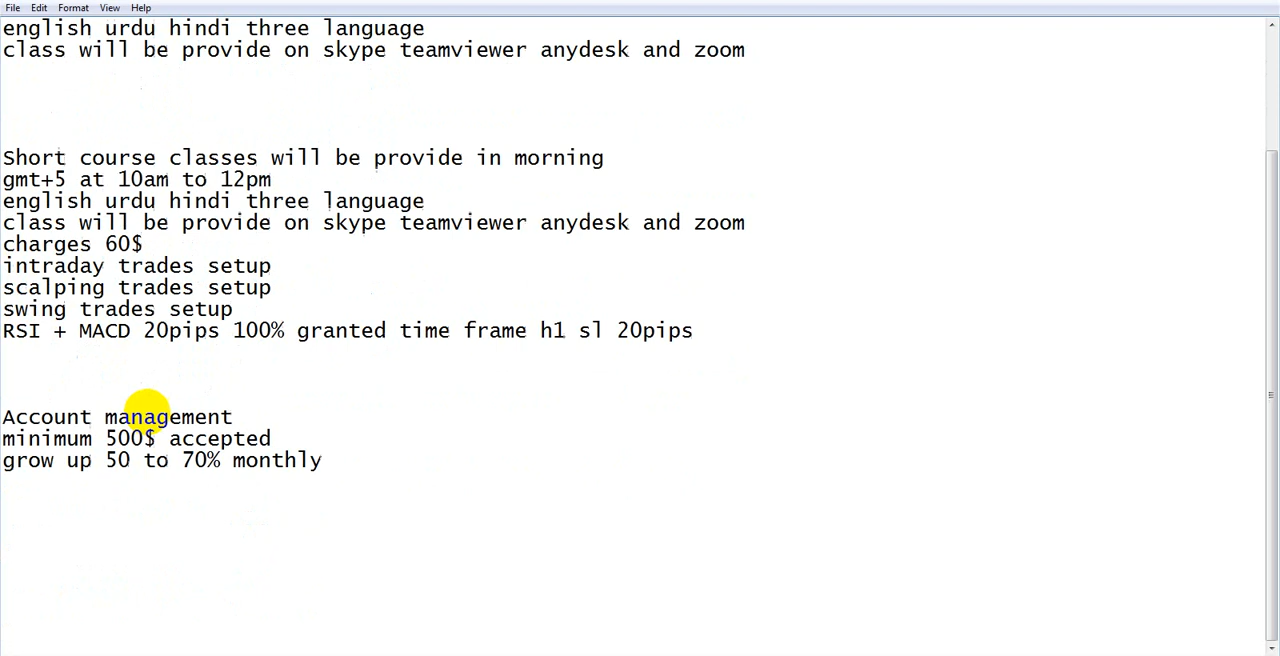 File Edit Format View Help
english urdu hindi three language
class will be provide on skype teamviewer anydesk and zoom
Short course classes will be provide in morning
gmt+5 at 10am to 12pm
english urdu hindi three language
class will be provide on skype teamviewer anydesk and zoom
charges 60$
intraday trades setup
scalping trades setup
swing trades setup
RSI + MACD 20pips 100% granted time frame h1 sl 20pips
Account management
minimum 500$ accepted
grow up 50 to 70% monthly